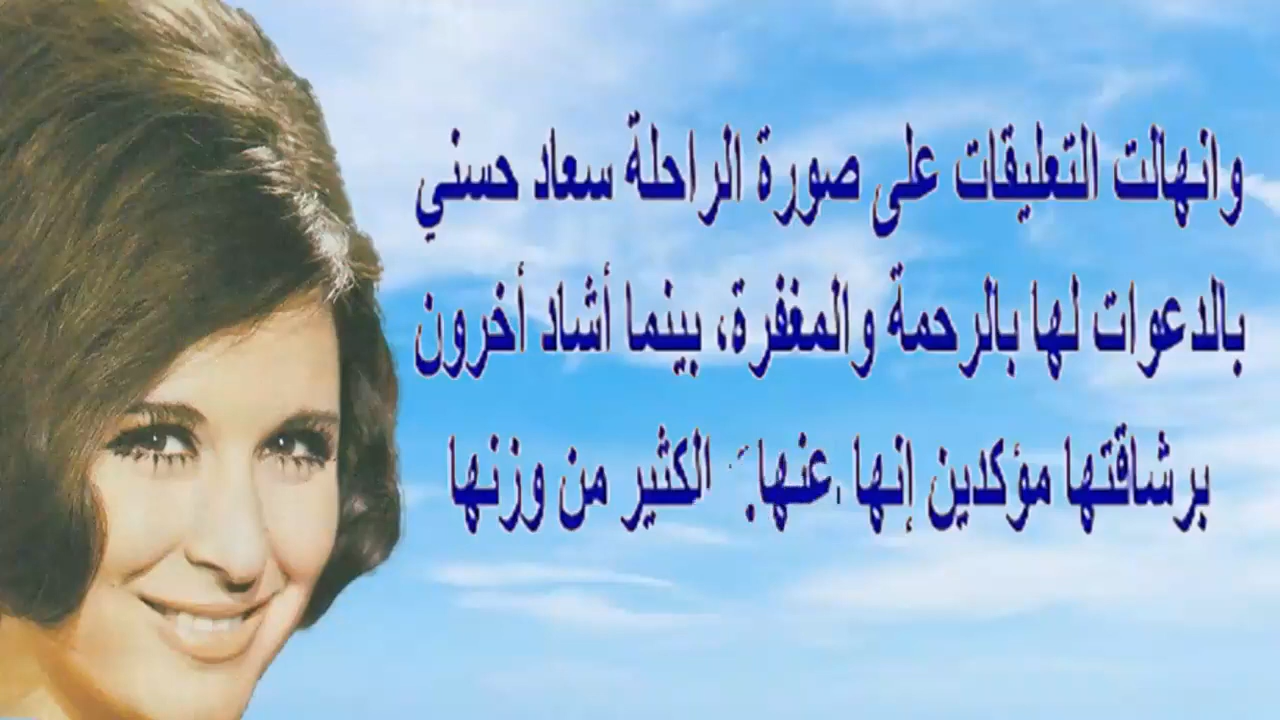 وانهالت التعليقات على صورة الراحلة سعاد حسني
بالدعوات لها بالرحمة والمغفرة، بينما أشاد أخرون
برشاقتها مؤكدين إنها الكثير من وزنها